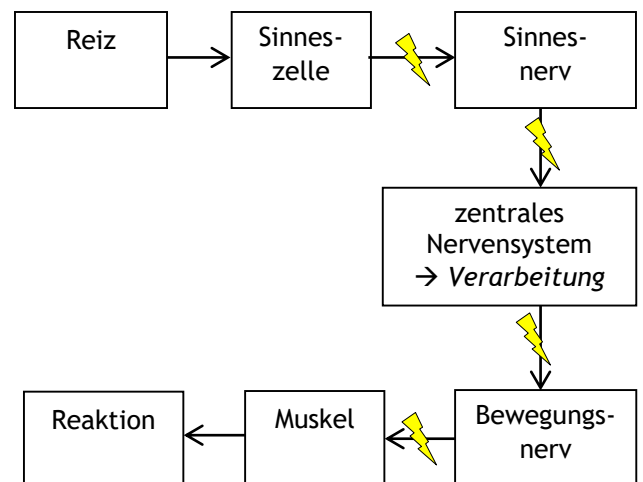 Reiz
Sinnes-
zelle
Sinnes-
nerv
zentrales
Nervensystem
→ Verarbeitung
Bewegungs-
nerv
Muskel
Reaktion